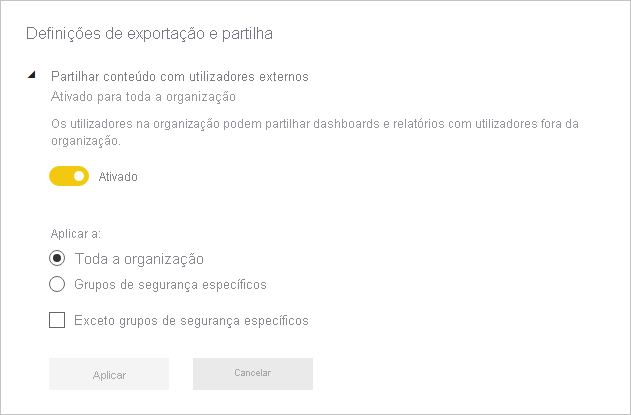 Definições de exportação e partilha
Partilhar conteúdo com utilizadores externos
Ativado para toda a organização
Os utilizadores na organização podem partilhar dashboards e relatórios com utilizadores fora da
organização.
Ativado
Aplicar a:
Toda a organização
Grupos de segurança específicos
Exceto grupos de segurança específicos
Aplicar
Cancelar